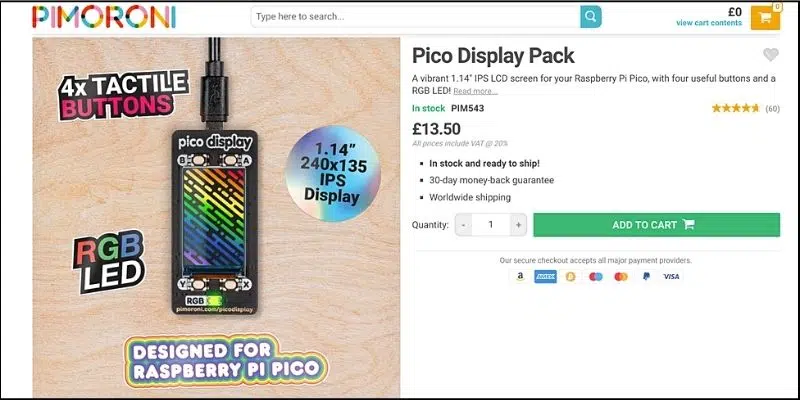 PIMORONI
Type here to search...
£0
view cart contents
0
4x TACTILE
BUTTONS
pico display
B
A
1.14"
240x135
IPS
Display
RGB
LED
Y
X
RGB
pimoroni.com/picodisplay
DESIGNED FOR
RASPBERRY PI PICO
Pico Display Pack
A vibrant 1.14" IPS LCD screen for your Raspberry Pi Pico, with four useful buttons and a
RGB LED! Read more...
In stock PIM543
(60)
£13.50
All prices include VAT @ 20%
In stock and ready to ship!
30-day money-back guarantee
Worldwide shipping
Quantity: - 1 + ADD TO CART
Our secure checkout accepts all major payment providers.
a AMEX VISA